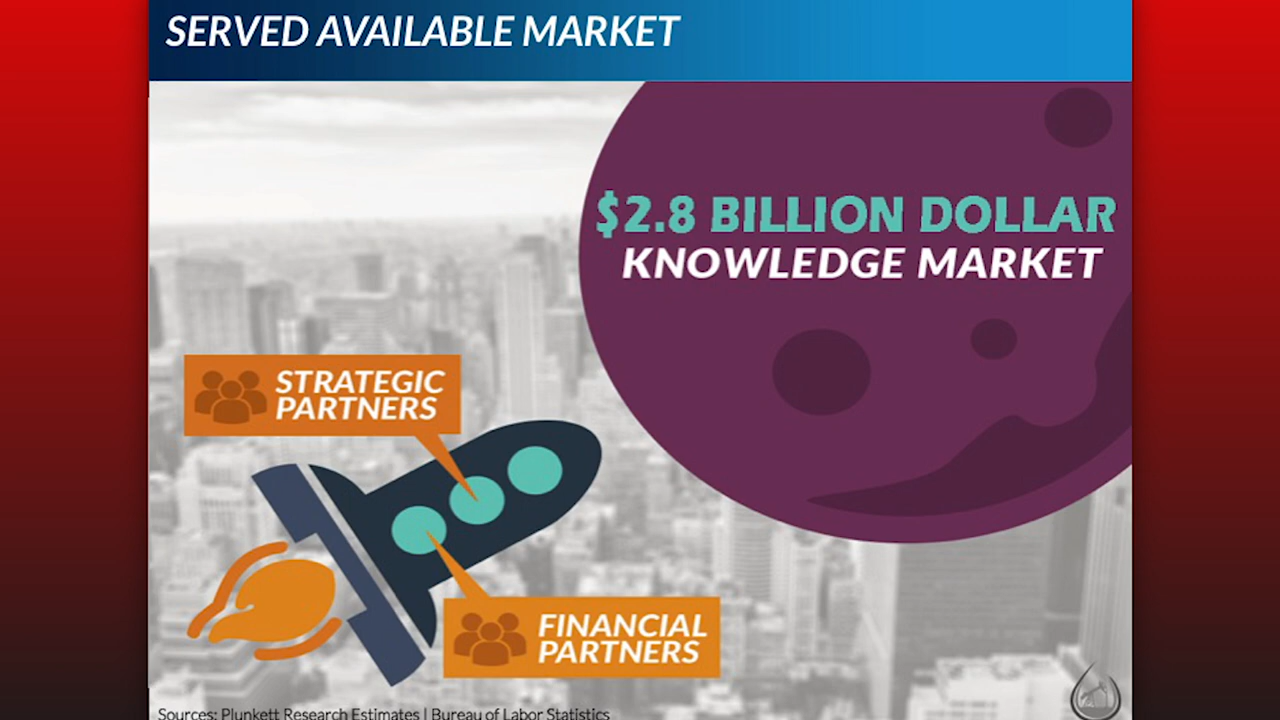 SERVED AVAILABLE MARKET
$2.8 BILLION DOLLAR
KNOWLEDGE MARKET
STRATEGIC
PARTNERS
FINANCIAL
PARTNERS
Sources: Plunkett Research Estimates | Bureau of Labor Statistics